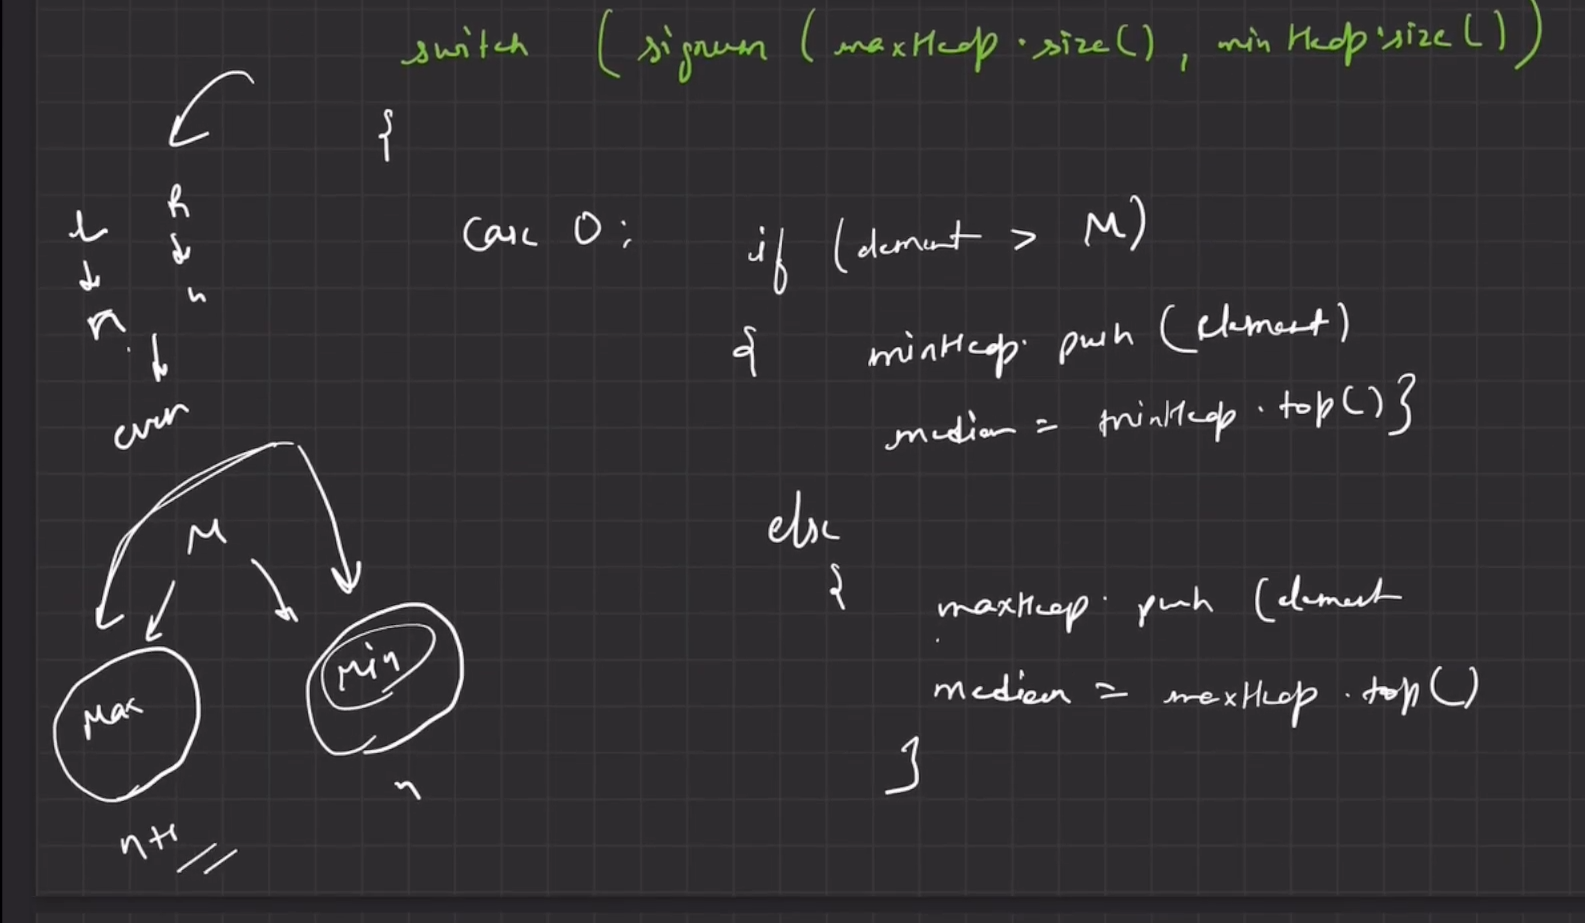 switch ( signum ( maxHeap.size(), minHeap.size() )
{
L R
n n
even
Case 0: if (element > M)
{ minHeap. push (element)
median = minHeap.top() }
else
{
maxHeap. push (element
median = maxHeap.top()
}
M
Max Min
n+1 n